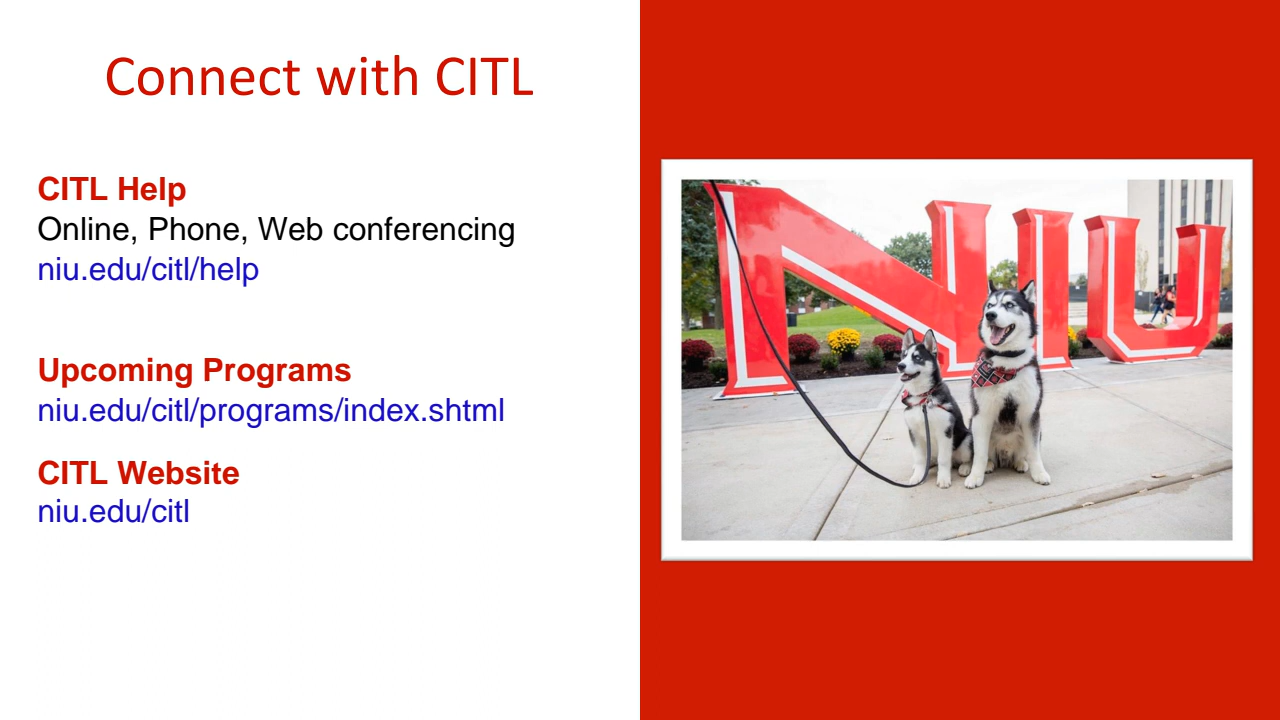 Connect with CITL
CITL Help
Online, Phone, Web conferencing
niu.edu/citl/help
Upcoming Programs
niu.edu/citl/programs/index.shtml
CITL Website
niu.edu/citl
NIU